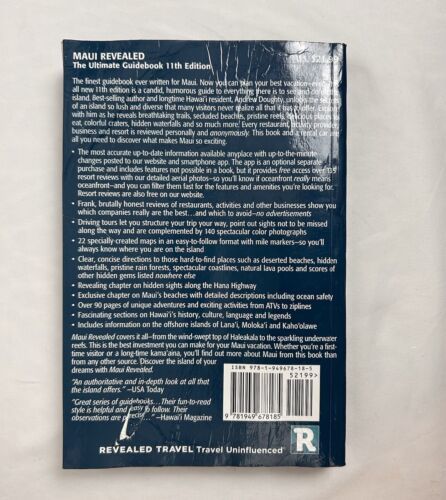 MAUI REVEALED
U.S. $21.99
The Ultimate Guidebook 11th Edition
The finest guidebook ever written for Maui. Now you can plan your best vacation—ever. This
all new 11th edition is a candid, humorous guide to everything there is to see and do on the
island. Best-selling author and longtime Hawai'i resident, Andrew Doughty, unlocks the secrets
of an island so lush and diverse that many visitors never realize all that it has to offer. Explore
with him as he reveals breathtaking trails, secluded beaches, pristine reefs, delicious places to
eat, colorful craters, hidden waterfalls and so much more. Every restaurant, activity provider,
business and resort is reviewed personally and anonymously. This book and a rental car are
all you need to discover what makes Maui so exciting.
• The most accurate up-to-date information available anyplace with up-to-the-minute
changes posted to our website and smartphone app. The app is an optional separate
purchase and includes features not possible in a book, but it provides free access over 135
resort reviews with our detailed aerial photos—so you'll know if oceanfront really means
oceanfront—and you can filter them fast for the features and amenities you're looking for.
Resort reviews are also free on our website.
• Frank, brutally honest reviews of restaurants, activities and other businesses show you
which companies really are the best...and which to avoid—no advertisements
• Driving tours let you structure your trip your way, point out sights not to be missed
along the way and are complemented by 140 spectacular color photographs
• 22 specially-created maps in an easy-to-follow format with mile markers—so you'll
always know where you are on the island
• Clear, concise directions to those hard-to-find places such as deserted beaches, hidden
waterfalls, pristine rain forests, spectacular coastlines, natural lava pools and scores of
other hidden gems listed nowhere else
• Revealing chapter on hidden sights along the Hana Highway
• Exclusive chapter on Maui's beaches with detailed descriptions including ocean safety
• Over 90 pages of unique adventures and exciting activities from ATVs to ziplines
• Fascinating sections on Hawai'i's history, culture, language and legends
• Includes information on the offshore islands of Lana'i, Moloka'i and Kaho'olawe
Maui Revealed covers it all—from the wind-swept top of Haleakala to the sparkling underwater
reefs. This is the best investment you can make for your Maui vacation. Whether you're a first-
time visitor or a long-time kama'aina, you'll find out more about Maui from this book than
from any other source. Discover the island of your
dreams with Maui Revealed.
"An authoritative and in-depth look at all that
the island offers." —USA Today
"Great series of guidebooks...Their fun-to-read
style is helpful and easy to follow. Their
observations are precise..." —Hawai'i Magazine
ISBN 978-1-949678-18-5
52199>
9 781949 678185
R
REVEALED TRAVEL Travel Uninfluenced